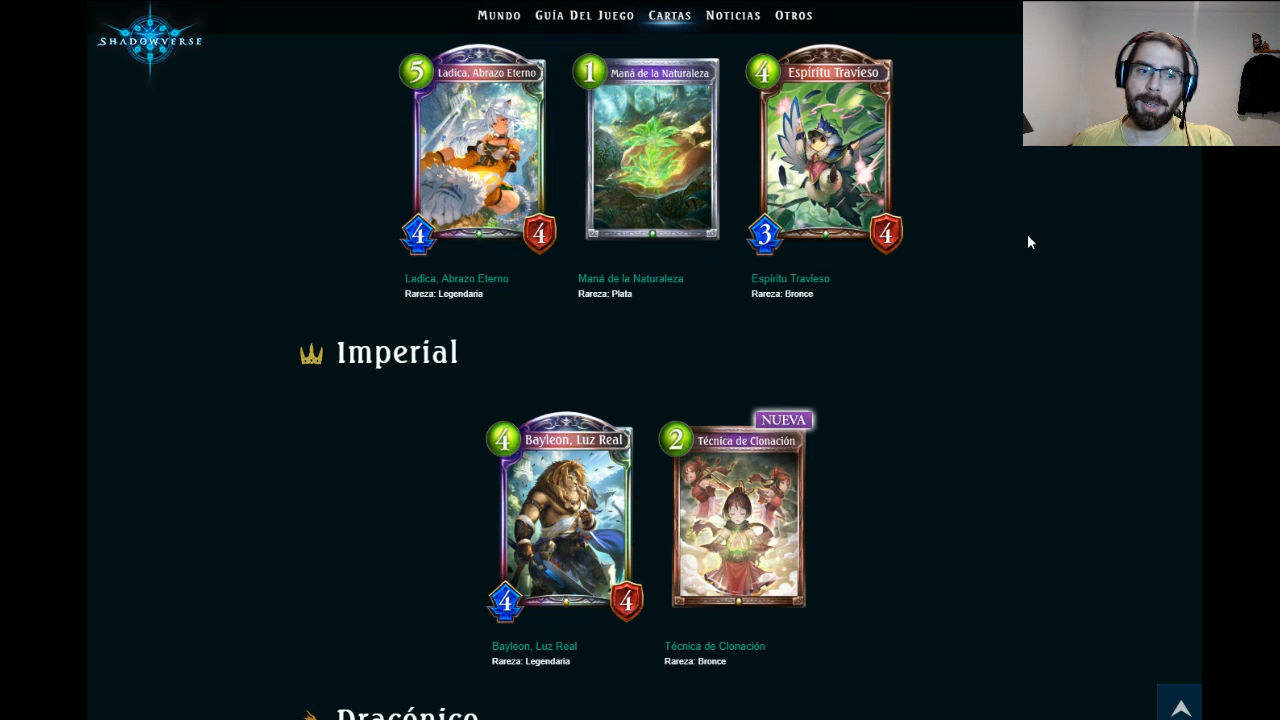 SHADOWVERSE
MUNDO GUÍA DEL JUEGO CARTAS NOTICIAS OTROS
5 Ladica, Abrazo Eterno
1 Maná de la Naturaleza
4 Espíritu Travieso
4 4
3 4
Ladica, Abrazo Eterno
Rareza: Legendaria
Maná de la Naturaleza
Rareza: Plata
Espíritu Travieso
Rareza: Bronce
Imperial
NUEVA
4 Bayleon, Luz Real
2 Técnica de Clonación
4 4
Bayleon, Luz Real
Rareza: Legendaria
Técnica de Clonación
Rareza: Bronce
Dracónico